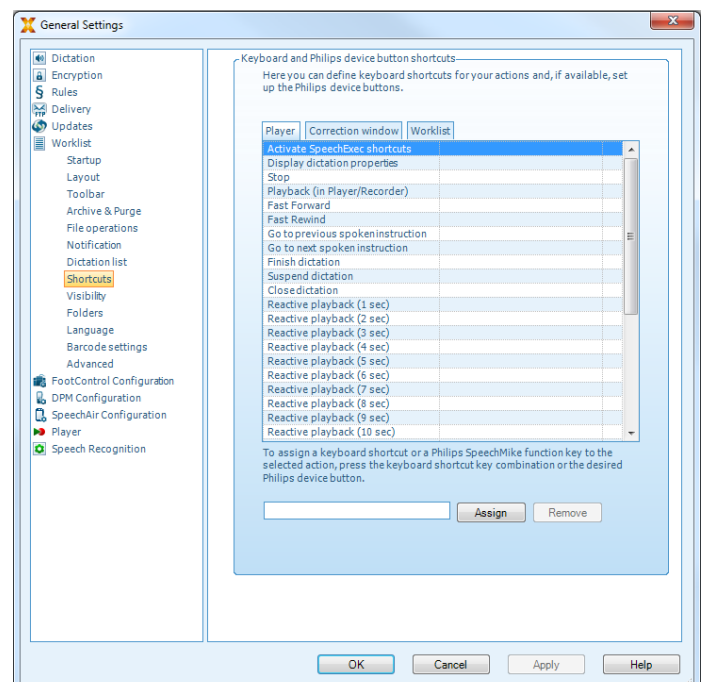 General Settings
Dictation
Encryption
§ Rules
FTP
Delivery
Updates
Worklist
Startup
Layout
Toolbar
Archive & Purge
File operations
Notification
Dictation list
Shortcuts
Visibility
Folders
Language
Barcode settings
Advanced
FootControl Configuration
DPM Configuration
SpeechAir Configuration
Player
Speech Recognition
Keyboard and Philips device button shortcuts
Here you can define keyboard shortcuts for your actions and, if available, set
up the Philips device buttons.
Player Correction window Worklist
Activate SpeechExec shortcuts
Display dictation properties
Stop
Playback (in Player/Recorder)
Fast Forward
Fast Rewind
Go to previous spoken instruction
Go to next spoken instruction
Finish dictation
Suspend dictation
Close dictation
Reactive playback (1 sec)
Reactive playback (2 sec)
Reactive playback (3 sec)
Reactive playback (4 sec)
Reactive playback (5 sec)
Reactive playback (6 sec)
Reactive playback (7 sec)
Reactive playback (8 sec)
Reactive playback (9 sec)
Reactive playback (10 sec)
To assign a keyboard shortcut or a Philips SpeechMike function key to the
selected action, press the keyboard shortcut key combination or the desired
Philips device button.
Assign Remove
OK Cancel Apply Help